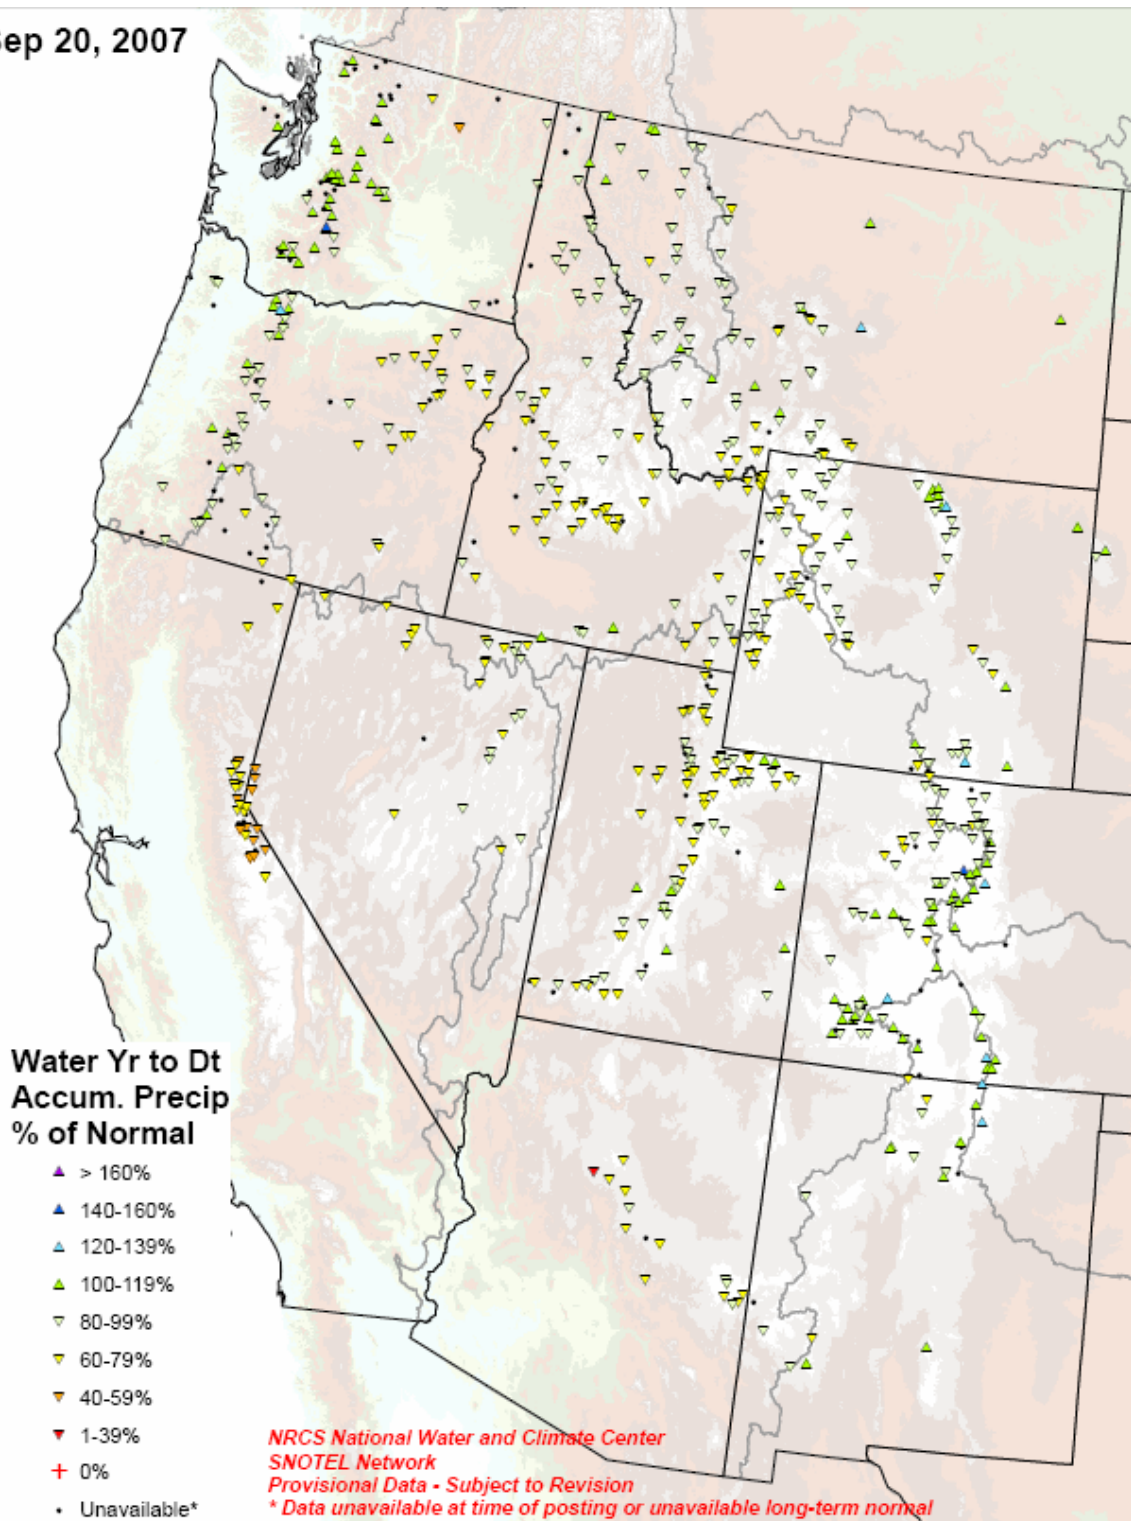 ep 20, 2007
Water Yr to Dt
Accum. Precip
% of Normal
> 160%
140-160%
120-139%
100-119%
80-99%
60-79%
40-59%
1-39%
0%
Unavailable*
NRCS National Water and Climate Center
SNOTEL Network
Provisional Data - Subject to Revision
* Data unavailable at time of posting or unavailable long-term normal